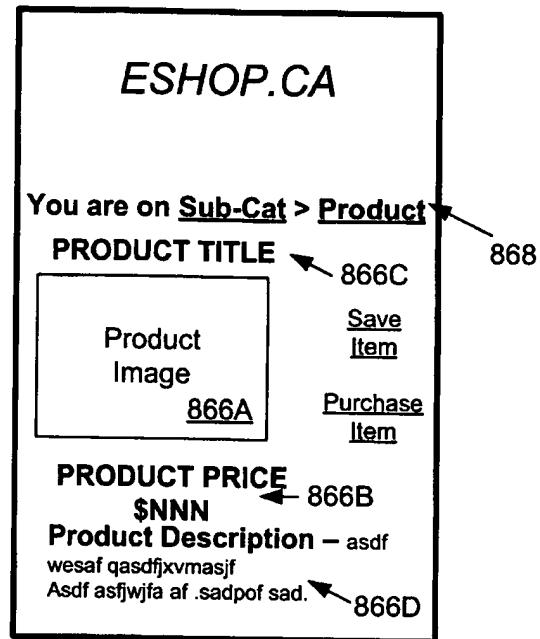 ESHOP.CA
You are on Sub-Cat > Product
868
PRODUCT TITLE
866C
Product
Image
866A
Save
Item
Purchase
Item
PRODUCT PRICE
$NNN
866B
Product Description – asdf
wesaf qasdfjxvmasjf
Asdf asfjwjfa af .sadpof sad.
866D